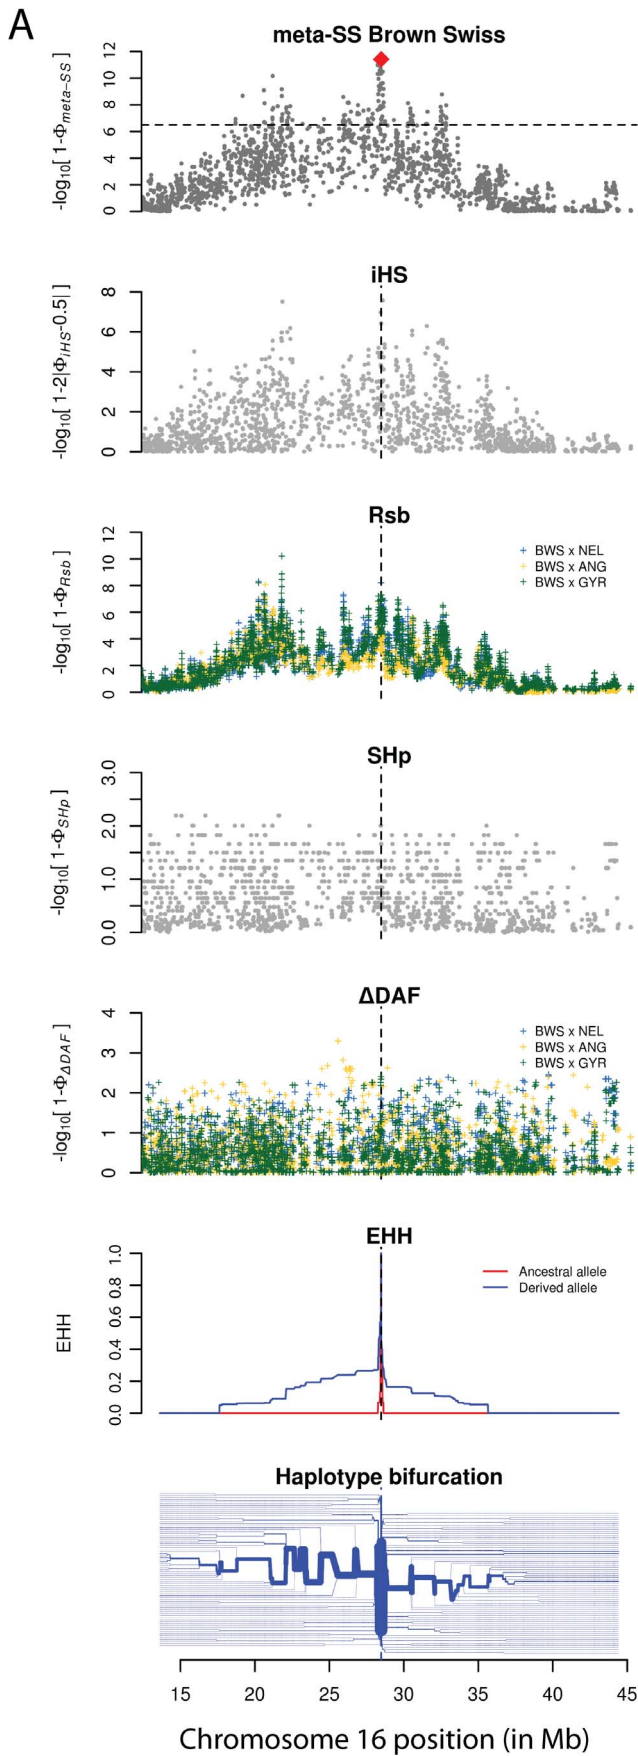 A
meta-SS Brown Swiss
-log10[ 1-Φmeta-SS]
12
10
8
6
4
2
0
iHS
-log10[ 1-2|ΦiHS-0.5| ]
8
6
4
2
0
Rsb
-log10[ 1-ΦRsb ]
12
10
8
6
4
2
0
BWS x NEL
BWS x ANG
BWS x GYR
SHp
-log10[ 1-ΦSHp ]
3.0
2.0
1.0
0.0
ΔDAF
-log10[ 1-ΦΔDAF ]
4
3
2
1
0
BWS x NEL
BWS x ANG
BWS x GYR
EHH
EHH
1.0
0.8
0.6
0.4
0.2
0.0
Ancestral allele
Derived allele
Haplotype bifurcation
15 20 25 30 35 40 45
Chromosome 16 position (in Mb)